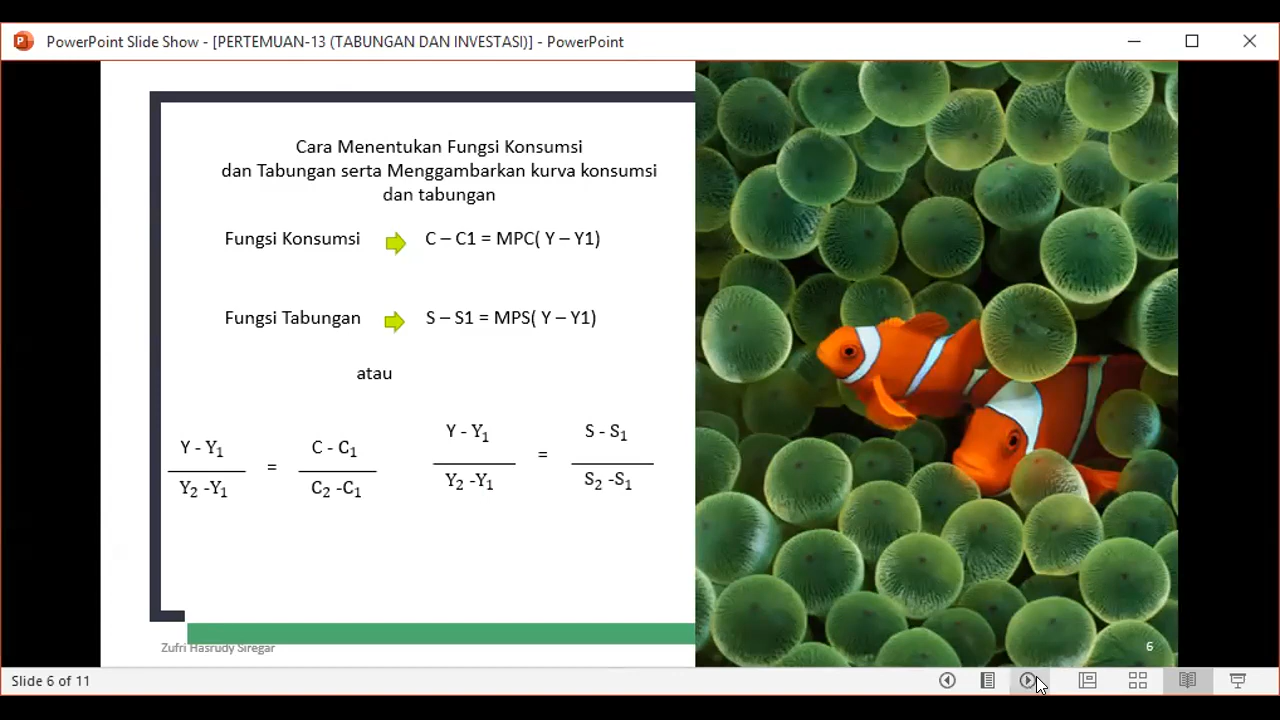 PowerPoint Slide Show - [PERTEMUAN-13 (TABUNGAN DAN INVESTASI)] - PowerPoint
Cara Menentukan Fungsi Konsumsi
dan Tabungan serta Menggambarkan kurva konsumsi
dan tabungan
Fungsi Konsumsi C – C1 = MPC( Y – Y1)
Fungsi Tabungan S – S1 = MPS( Y – Y1)
atau
Y - Y1
Y2 -Y1
=
C - C1
C2 -C1
Y - Y1
Y2 -Y1
=
S - S1
S2 -S1
Zufri Hasrudy Siregar
6
Slide 6 of 11